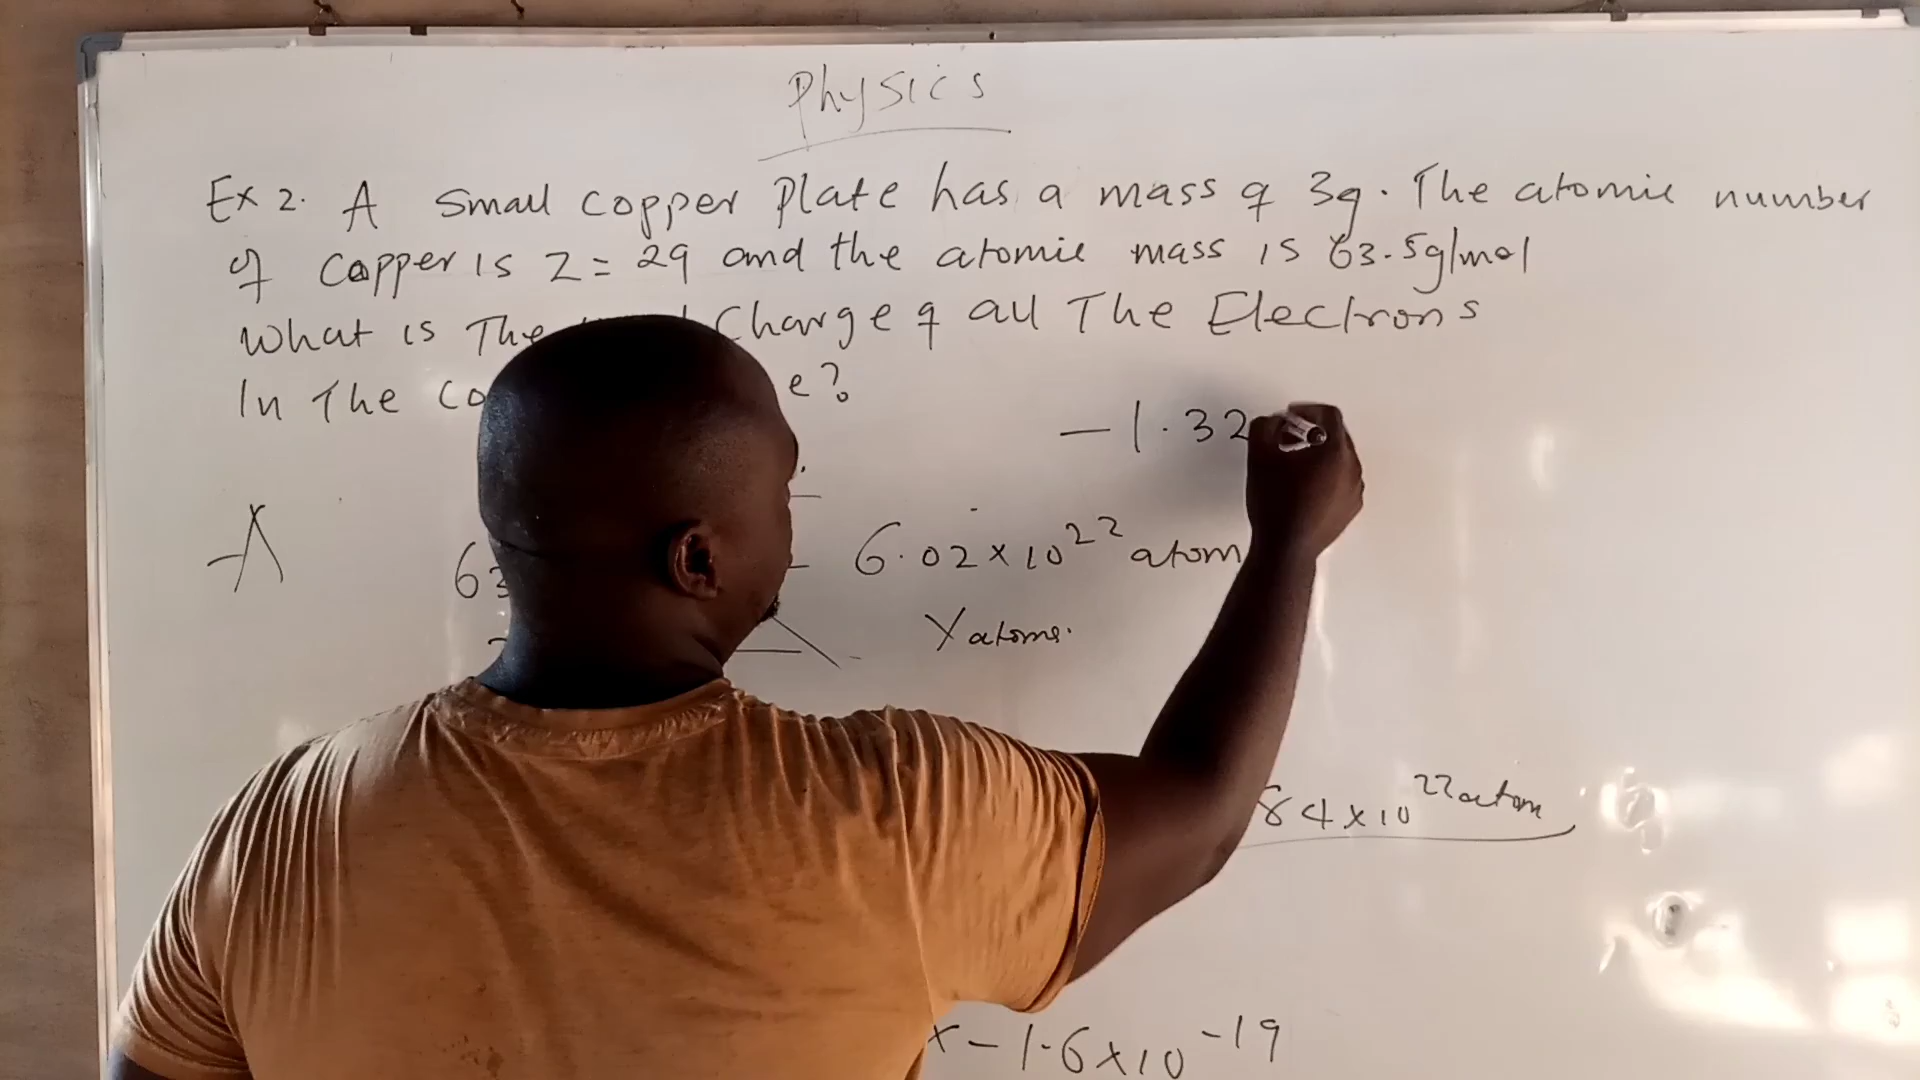 Physics
Ex 2. A small copper plate has a mass of 3g. The atomic number
of copper is Z = 29 and the atomic mass is 63.5g/mol
What is The Charge of all The Electrons
In The co e?
-1.32
A 63 6.02 x 10²² atom
Y atoms.
84 x 10²² atom
x -1.6 x 10⁻¹⁹